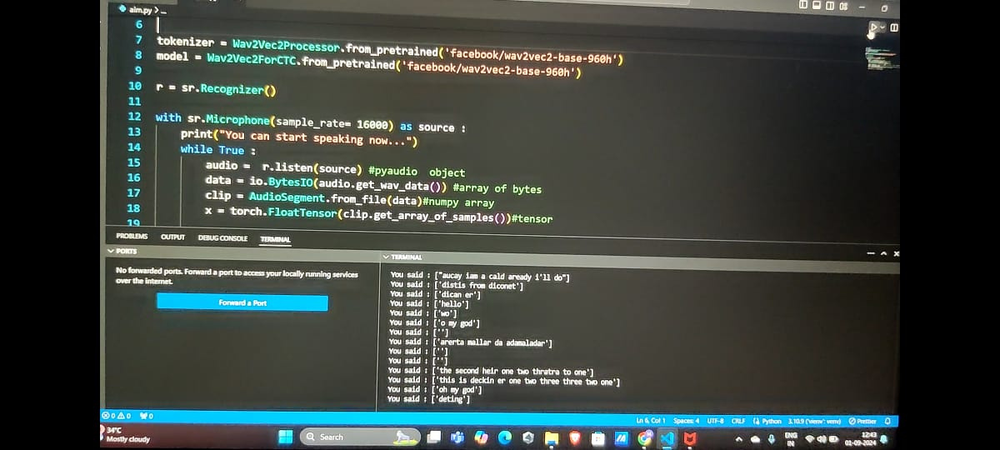 aim.py > ...
6
7 tokenizer = Wav2Vec2Processor.from_pretrained('facebook/wav2vec2-base-960h')
8 model = Wav2Vec2ForCTC.from_pretrained('facebook/wav2vec2-base-960h')
9
10 r = sr.Recognizer()
11
12 with sr.Microphone(sample_rate= 16000) as source :
13 print("You can start speaking now...")
14 while True :
15 audio = r.listen(source) #pyaudio object
16 data = io.BytesIO(audio.get_wav_data()) #array of bytes
17 clip = AudioSegment.from_file(data)#numpy array
18 x = torch.FloatTensor(clip.get_array_of_samples())#tensor
19
PROBLEMS OUTPUT DEBUG CONSOLE TERMINAL
PORTS
No forwarded ports. Forward a port to access your locally running services
over the internet.
Forward a Port
TERMINAL
You said : ["aucay iam a cald aready i'll do"]
You said : ['distis from diconet']
You said : ['dican er']
You said : ['hello']
You said : ['wo']
You said : ['o my god']
You said : ['']
You said : ['arerta mallar da adamaladar']
You said : ['']
You said : ['']
You said : ['the second heir one two thratra to one']
You said : ['this is deckin er one two three three two one']
You said : ['oh my god']
You said : ['deting']
0 0 0 Ln 6, Col 1 Spaces: 4 UTF-8 CRLF Python 3.10.9 ('vienv': venv) Prettier
34°C
Mostly cloudy
Search
ENG
IN
12:43
01-09-2024